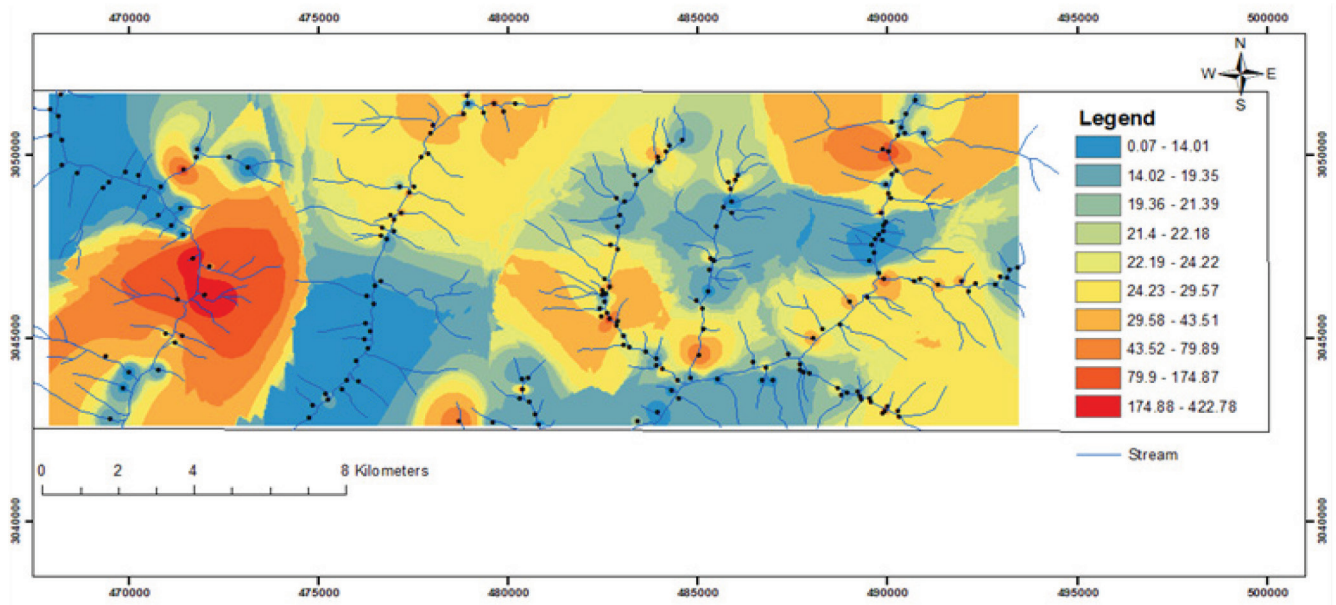 470000 475000 480000 485000 490000 495000 500000
N
W E
S
3050000 3050000
Legend
0.07 - 14.01
14.02 - 19.35
19.36 - 21.39
21.4 - 22.18
22.19 - 24.22
24.23 - 29.57
29.58 - 43.51
43.52 - 79.89
79.9 - 174.87
174.88 - 422.78
3045000 3045000
Stream
0 2 4 8 Kilometers
3040000 3040000
470000 475000 480000 485000 490000 495000 500000